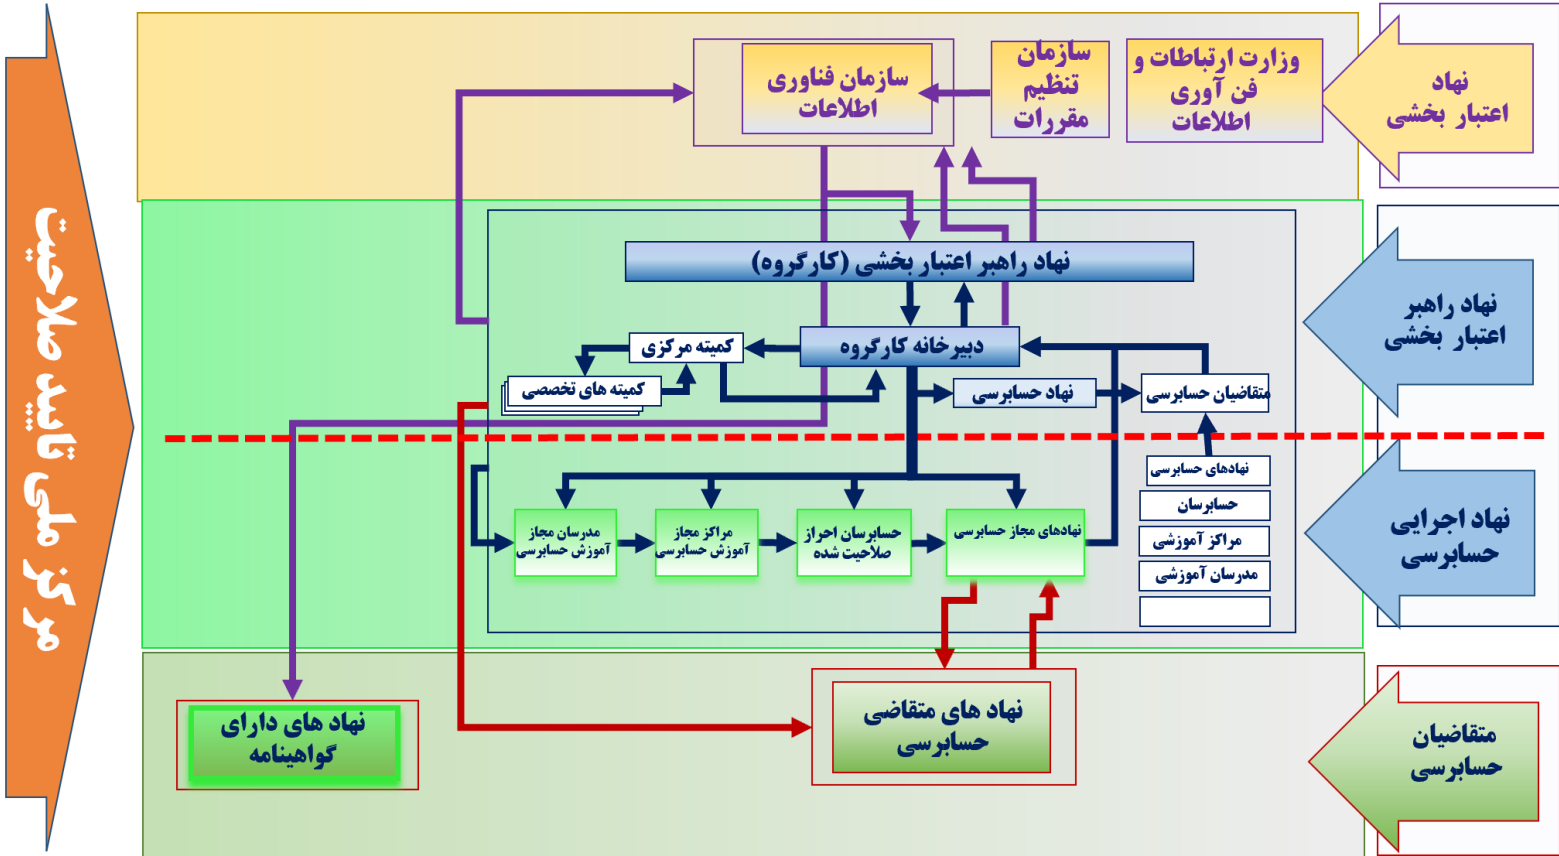 وزارت ارتباطات و
فن آوری
اطلاعات
سازمان
تنظیم
مقررات
سازمان فناوری
اطلاعات
نهاد
اعتبار بخشی
نهاد راهبر اعتبار بخشی (کارگروه)
نهاد راهبر
اعتبار بخشی
دبیرخانه کارگروه
کمیته مرکزی
کمیته های تخصصی
نهاد حسابرسی
متقاضیان حسابرسی
نهادهای حسابرسی
حسابرسان
مراکز آموزشی
مدرسان آموزشی
نهاد اجرایی
حسابرسی
نهادهای مجاز حسابرسی
حسابرسان احراز
صلاحیت شده
مراکز مجاز
آموزش حسابرسی
مدرسان مجاز
آموزش حسابرسی
متقاضیان
حسابرسی
نهاد های متقاضی
حسابرسی
نهاد های دارای
گواهینامه
مرکز ملی تایید صلاحیت